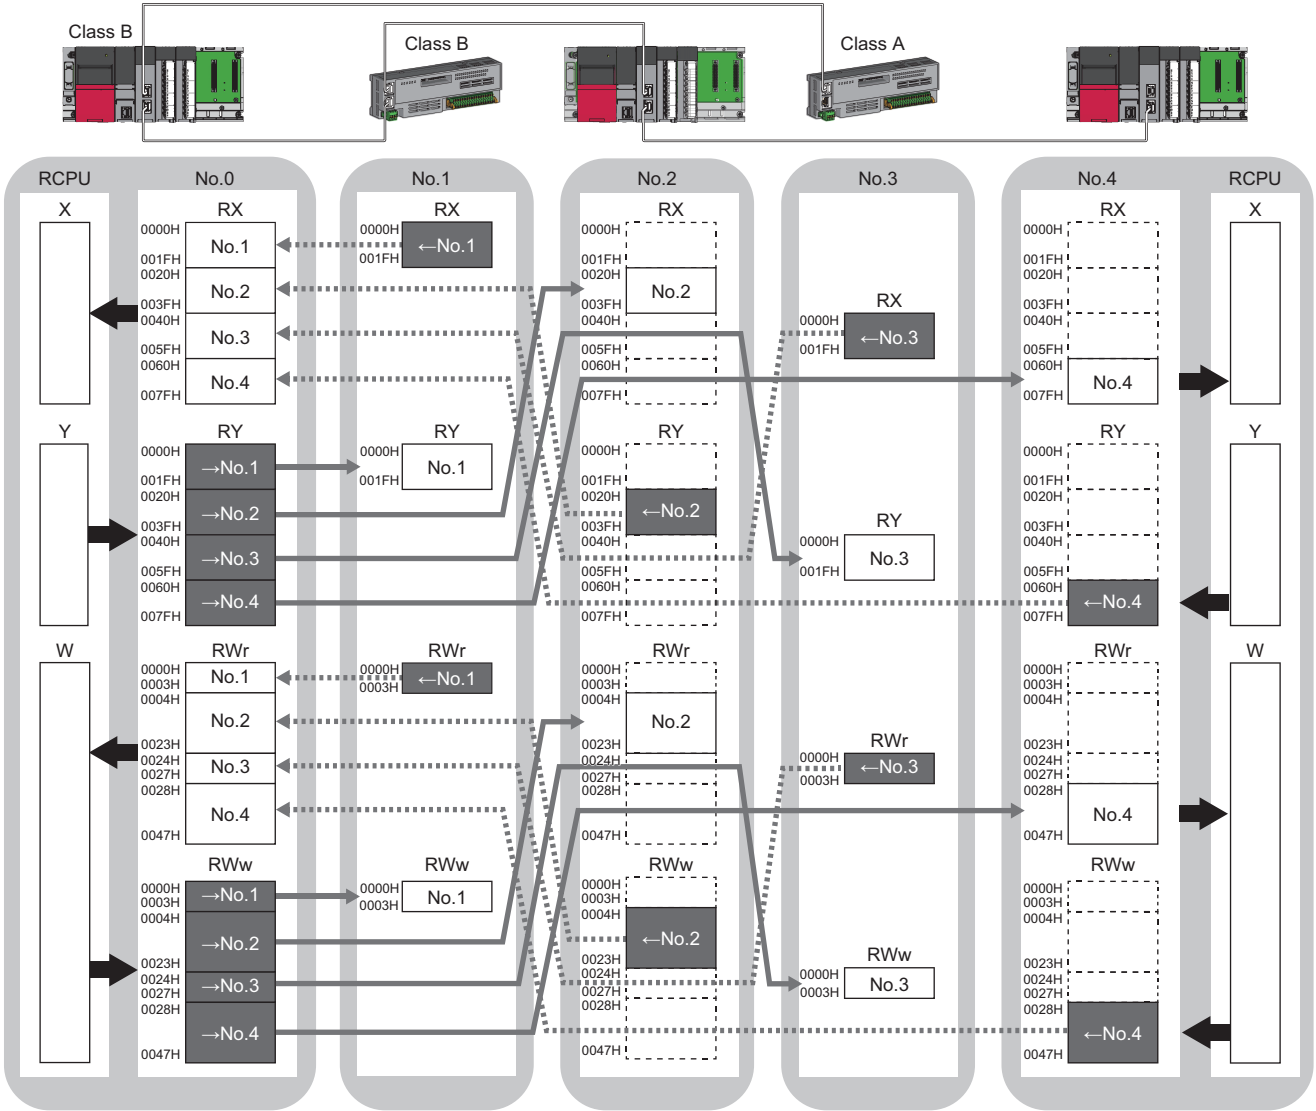 Class B
Class B
Class A
RCPU
No.0
No.1
No.2
No.3
No.4
RCPU
X
RX
0000H
No.1
001FH
0020H
No.2
003FH
0040H
No.3
005FH
0060H
No.4
07FH
Y
RY
0000H
→No.1
001FH
0020H
→No.2
003FH
0040H
→No.3
005FH
0060H
→No.4
007FH
W
RWr
0000H
No.1
0003H
0004H
No.2
0023H
0024H
No.3
0027H
0028H
No.4
0047H
RWw
0000H
→No.1
0003H
0004H
→No.2
0023H
0024H
→No.3
0027H
0028H
→No.4
0047H
RX
0000H
←No.1
001FH
RY
0000H
No.1
001FH
RWr
0000H
←No.1
0003H
RWw
0000H
No.1
0003H
RX
0000H
001FH
0020H
No.2
003FH
0040H
005FH
0060H
007FH
RY
0000H
001FH
0020H
←No.2
003FH
0040H
005FH
0060H
007FH
RWr
0000H
0003H
0004H
No.2
0023H
0024H
0027H
0028H
0047H
RWw
0000H
0003H
0004H
←No.2
0023H
0024H
0027H
0028H
0047H
RX
0000H
←No.3
001FH
RY
0000H
No.3
001FH
RWr
0000H
←No.3
0003H
RWw
0000H
No.3
0003H
RX
0000H
001FH
0020H
003FH
0040H
005FH
0060H
No.4
007FH
RY
0000H
001FH
0020H
003FH
0040H
005FH
0060H
←No.4
007FH
RWr
0000H
0003H
0004H
0023H
0024H
0027H
0028H
No.4
0047H
RWw
0000H
0003H
0004H
0023H
0024H
0027H
0028H
←No.4
0047H
X
Y
W